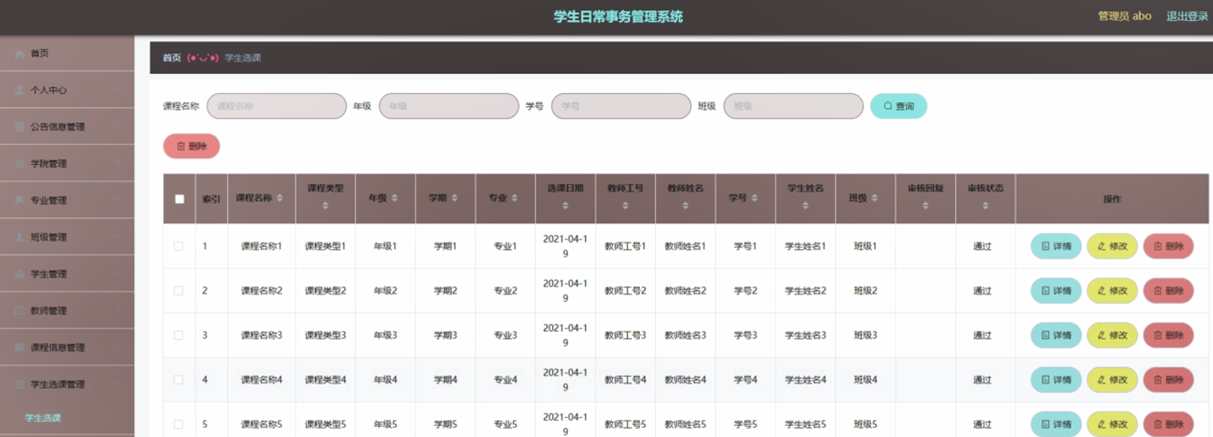 学生日常事务管理系统
管理员 abo 退出登录
首页
个人中心
公告信息管理
学院管理
专业管理
班级管理
学生管理
教师管理
课程信息管理
学生选课管理
学生选课
首页 (●'◡'●) 学生选课
课程名称 课程名称 年级 年级 学号 学号 班级 班级 查询
删除
索引 课程名称 课程类型 年级 学期 专业 选课日期 教师工号 教师姓名 学号 学生姓名 班级 审核回复 审核状态 操作
1 课程名称1 课程类型1 年级1 学期1 专业1 2021-04-19 教师工号1 教师姓名1 学号1 学生姓名1 班级1 通过 详情 修改 删除
2 课程名称2 课程类型2 年级2 学期2 专业2 2021-04-19 教师工号2 教师姓名2 学号2 学生姓名2 班级2 通过 详情 修改 删除
3 课程名称3 课程类型3 年级3 学期3 专业3 2021-04-19 教师工号3 教师姓名3 学号3 学生姓名3 班级3 通过 详情 修改 删除
4 课程名称4 课程类型4 年级4 学期4 专业4 2021-04-19 教师工号4 教师姓名4 学号4 学生姓名4 班级4 通过 详情 修改 删除
5 课程名称5 课程类型5 年级5 学期5 专业5 2021-04-19 教师工号5 教师姓名5 学号5 学生姓名5 班级5 通过 详情 修改 删除